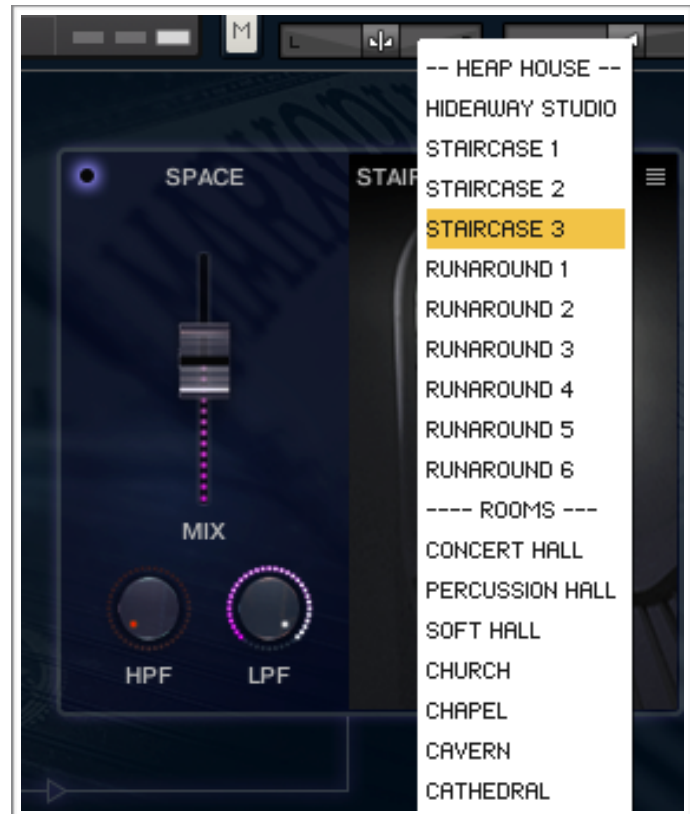 M
L
-- HEAP HOUSE --
HIDEAWAY STUDIO
STAIRCASE 1
SPACE
STAIF
STAIRCASE 2
STAIRCASE 3
RUNAROUND 1
RUNAROUND 2
RUNAROUND 3
RUNAROUND 4
RUNAROUND 5
RUNAROUND 6
---- ROOMS ---
MIX
CONCERT HALL
PERCUSSION HALL
SOFT HALL
HPF
LPF
CHURCH
CHAPEL
CAVERN
CATHEDRAL